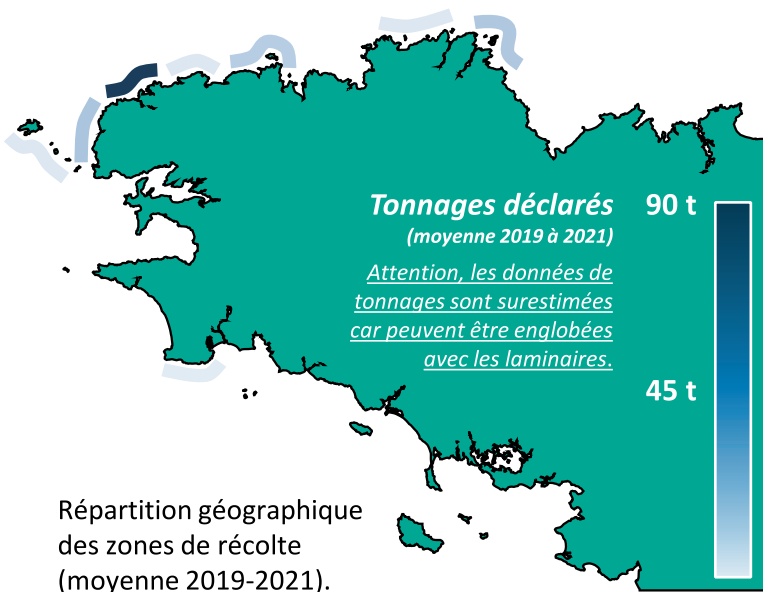 Tonnages déclarés
(moyenne 2019 à 2021)
Attention, les données de
tonnages sont surestimées
car peuvent être englobées
avec les laminaires.
90 t
45 t
Répartition géographique
des zones de récolte
(moyenne 2019-2021).